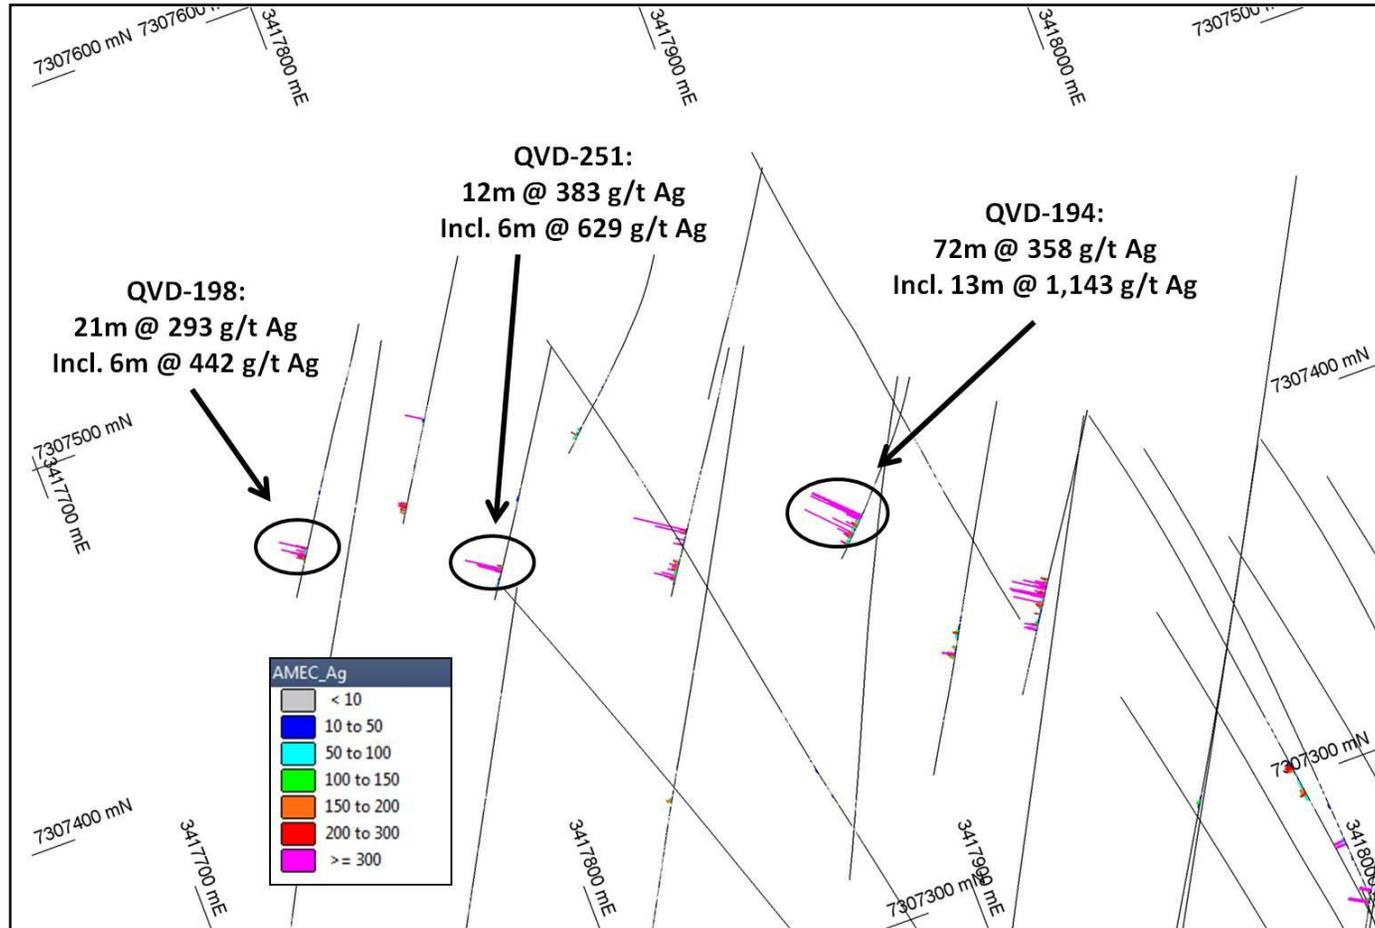 7307600 mN
3417800 mE
3417900 mE
3418000 mE
7307600 mN
QVD-251:
12m @ 383 g/t Ag
Incl. 6m @ 629 g/t Ag
QVD-194:
72m @ 358 g/t Ag
Incl. 13m @ 1,143 g/t Ag
QVD-198:
21m @ 293 g/t Ag
Incl. 6m @ 442 g/t Ag
7307400 mN
7307500 mN
3417700 mE
AMEC_Ag
< 10
10 to 50
50 to 100
100 to 150
150 to 200
200 to 300
>= 300
7307300 mN
7307400 mN
3417700 mE
3417800 mE
3417900 mE
7307300 mN